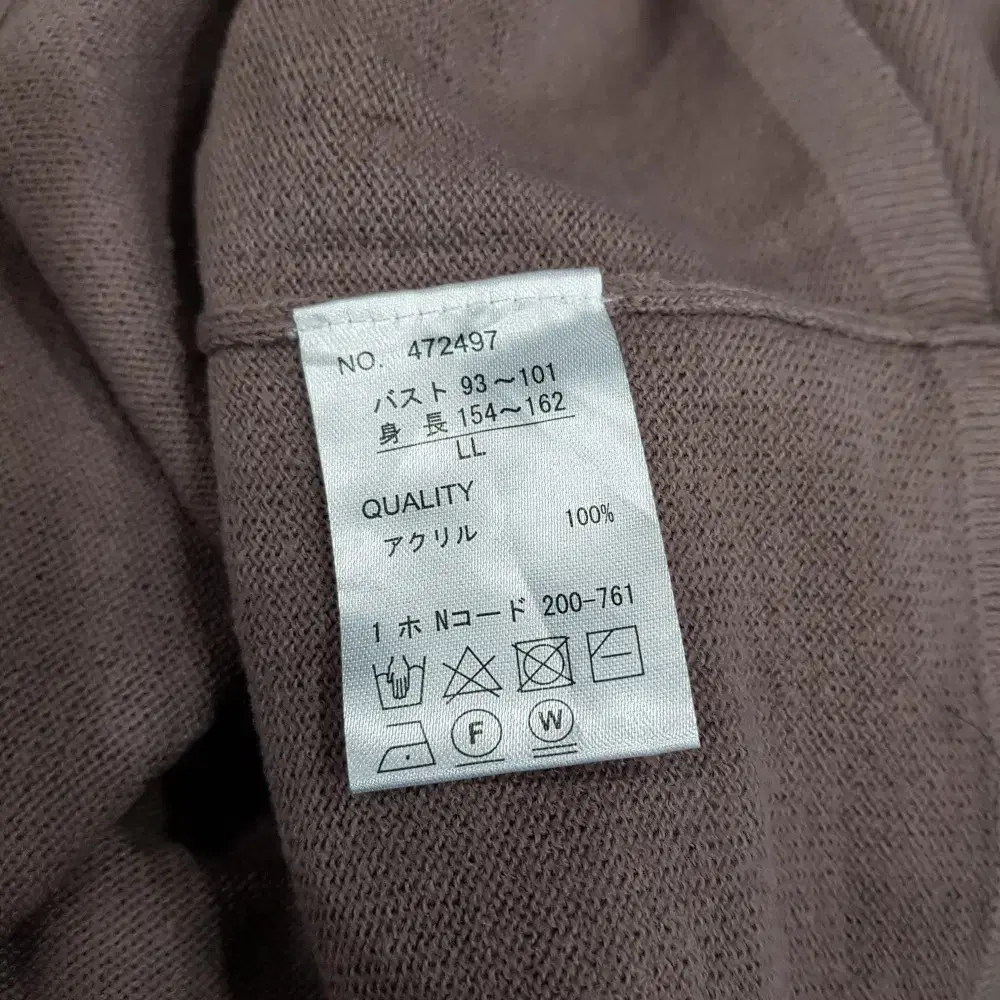 NO. 472497
バスト 93～101
身 長 154～162
LL
QUALITY
アクリル 100%
1 ホ Nコード 200-761
F W